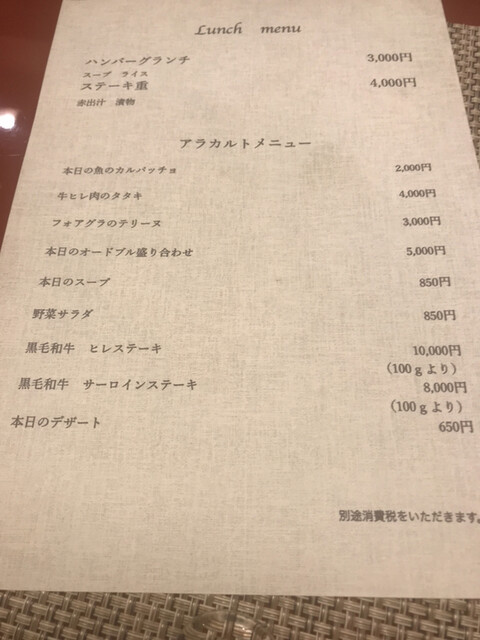 Lunch menu
ハンバーグランチ 3,000円
スープ ライス
ステーキ重 4,000円
赤出汁 漬物
アラカルトメニュー
本日の魚のカルパッチョ 2,000円
牛ヒレ肉のタタキ 4,000円
フォアグラのテリーヌ 3,000円
本日のオードブル盛り合わせ 5,000円
本日のスープ 850円
野菜サラダ 850円
黒毛和牛 ヒレステーキ 10,000円
(100gより)
黒毛和牛 サーロインステーキ 8,000円
(100gより)
本日のデザート 650円
別途消費税をいただきます。